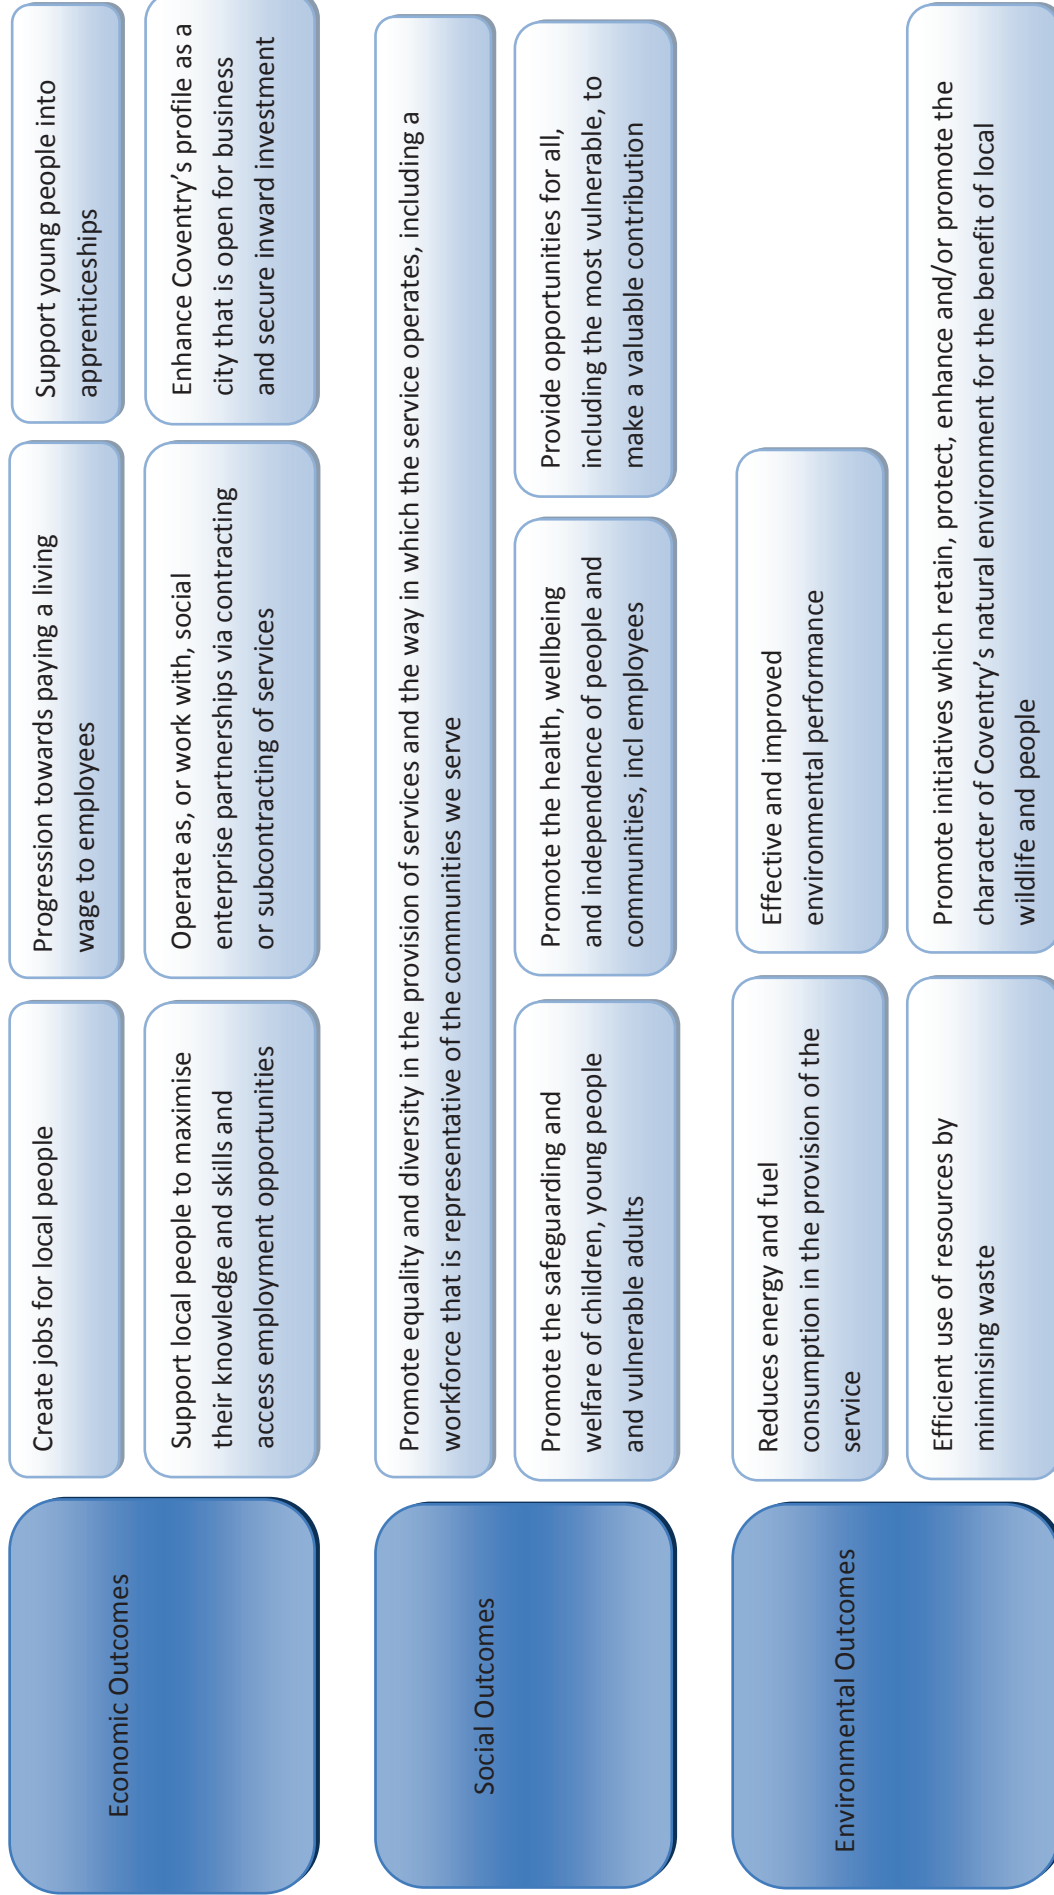 Economic Outcomes
Create jobs for local people
Progression towards paying a living
wage to employees
Support young people into
apprenticeships
Support local people to maximise
their knowledge and skills and
access employment opportunities
Operate as, or work with, social
enterprise partnerships via contracting
or subcontracting of services
Enhance Coventry’s profile as a
city that is open for business
and secure inward investment
Social Outcomes
Promote equality and diversity in the provision of services and the way in which the service operates, including a
workforce that is representative of the communities we serve
Promote the safeguarding and
welfare of children, young people
and vulnerable adults
Promote the health, wellbeing
and independence of people and
communities, incl employees
Provide opportunities for all,
including the most vulnerable, to
make a valuable contribution
Environmental Outcomes
Reduces energy and fuel
consumption in the provision of the
service
Effective and improved
environmental performance
Efficient use of resources by
minimising waste
Promote initiatives which retain, protect, enhance and/or promote the
character of Coventry’s natural environment for the benefit of local
wildlife and people